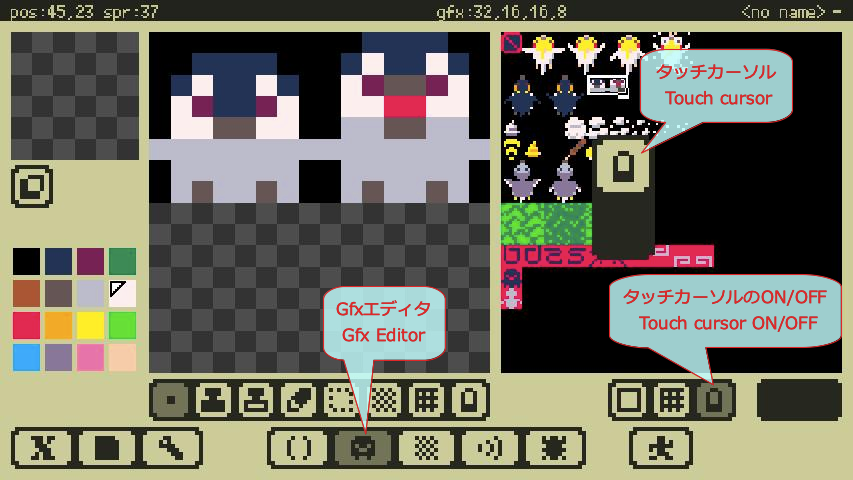 pos:45,23 spr:37
gfx:32,16,16,8
<no name>
タッチカーソル
Touch cursor
Gfxエディタ
Gfx Editor
タッチカーソルのON/OFF
Touch cursor ON/OFF